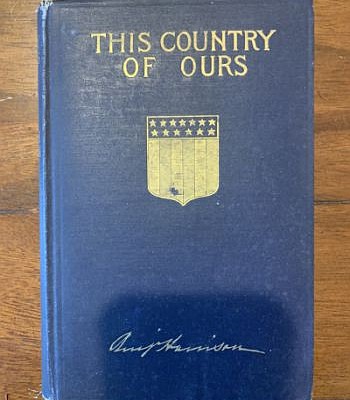 THIS COUNTRY
OF OURS
Benj Harrison